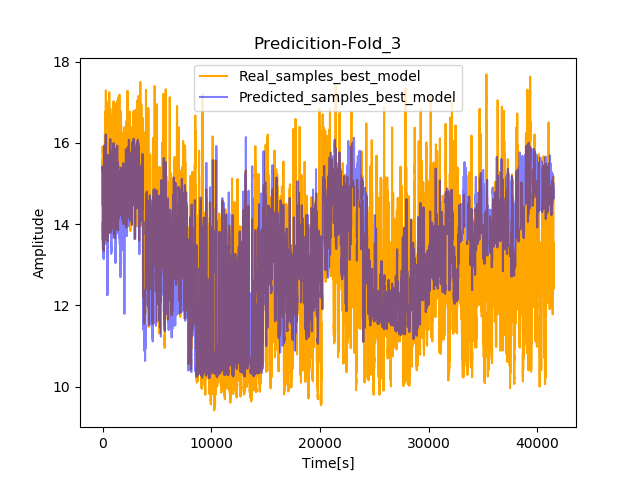 Predicition-Fold_3
Real_samples_best_model
Predicted_samples_best_model
Amplitude
18
16
14
12
10
0 10000 20000 30000 40000
Time[s]